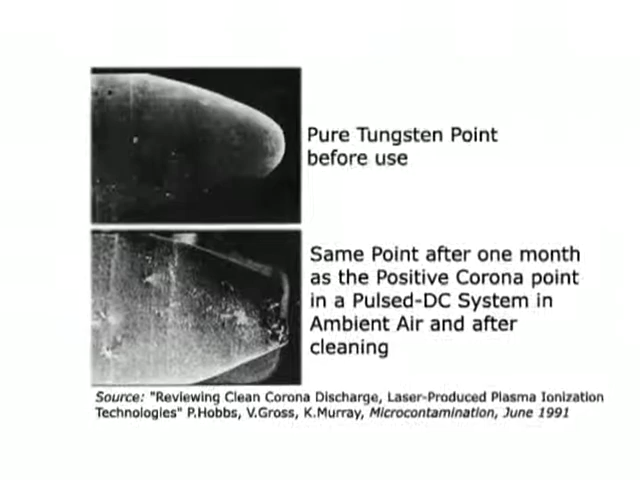 Pure Tungsten Point
before use
Same Point after one month
as the Positive Corona point
in a Pulsed-DC System in
Ambient Air and after
cleaning
Source: "Reviewing Clean Corona Discharge, Laser-Produced Plasma Ionization
Technologies" P.Hobbs, V.Gross, K.Murray, Microcontamination, June 1991